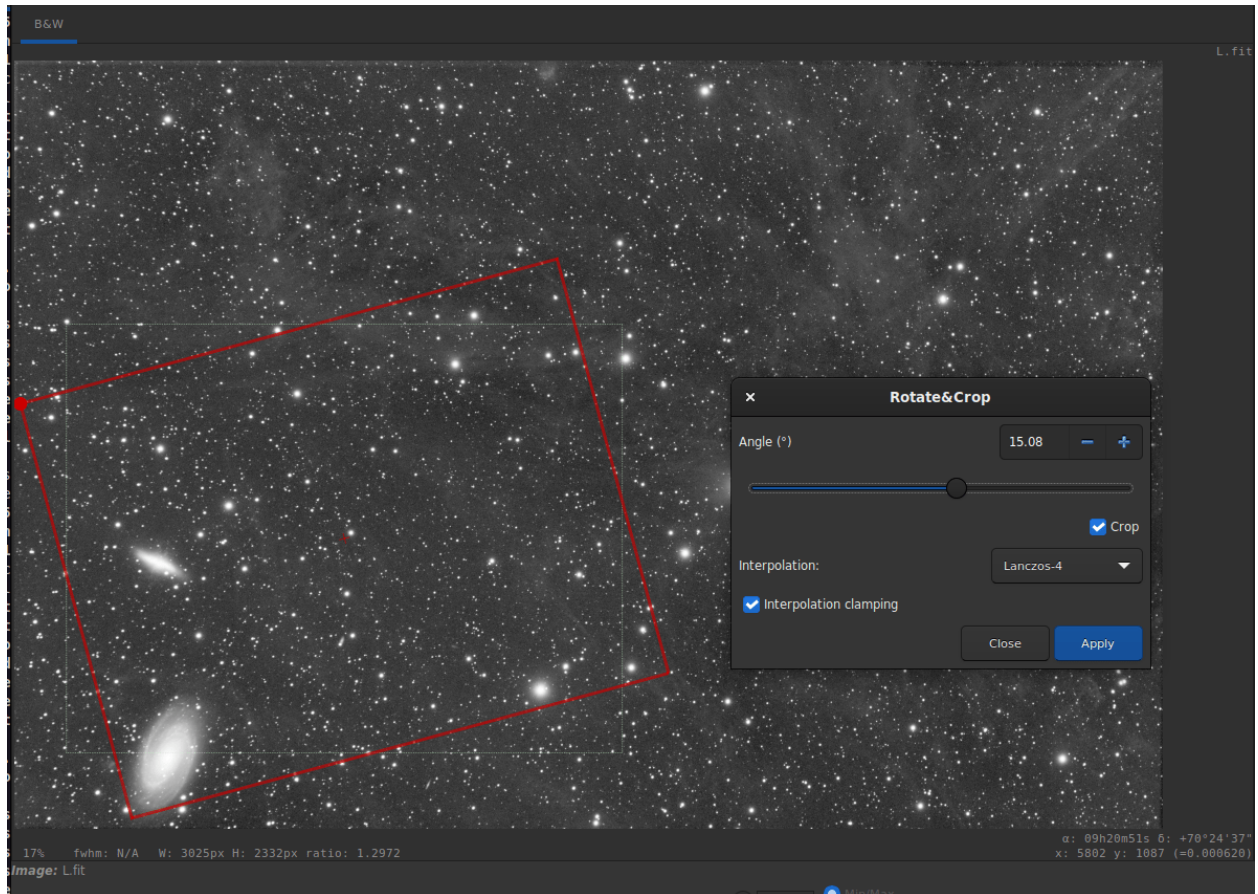 B&W
L.fit
Rotate&Crop
Angle (°)
15.08
Crop
Interpolation:
Lanczos-4
Interpolation clamping
Close
Apply
α: 09h20m51s δ: +70°24'37"
17% fwhm: N/A W: 3025px H: 2332px ratio: 1.2972
x: 5802 y: 1087 (=0.000620)
Image: L.fit
MiniMap